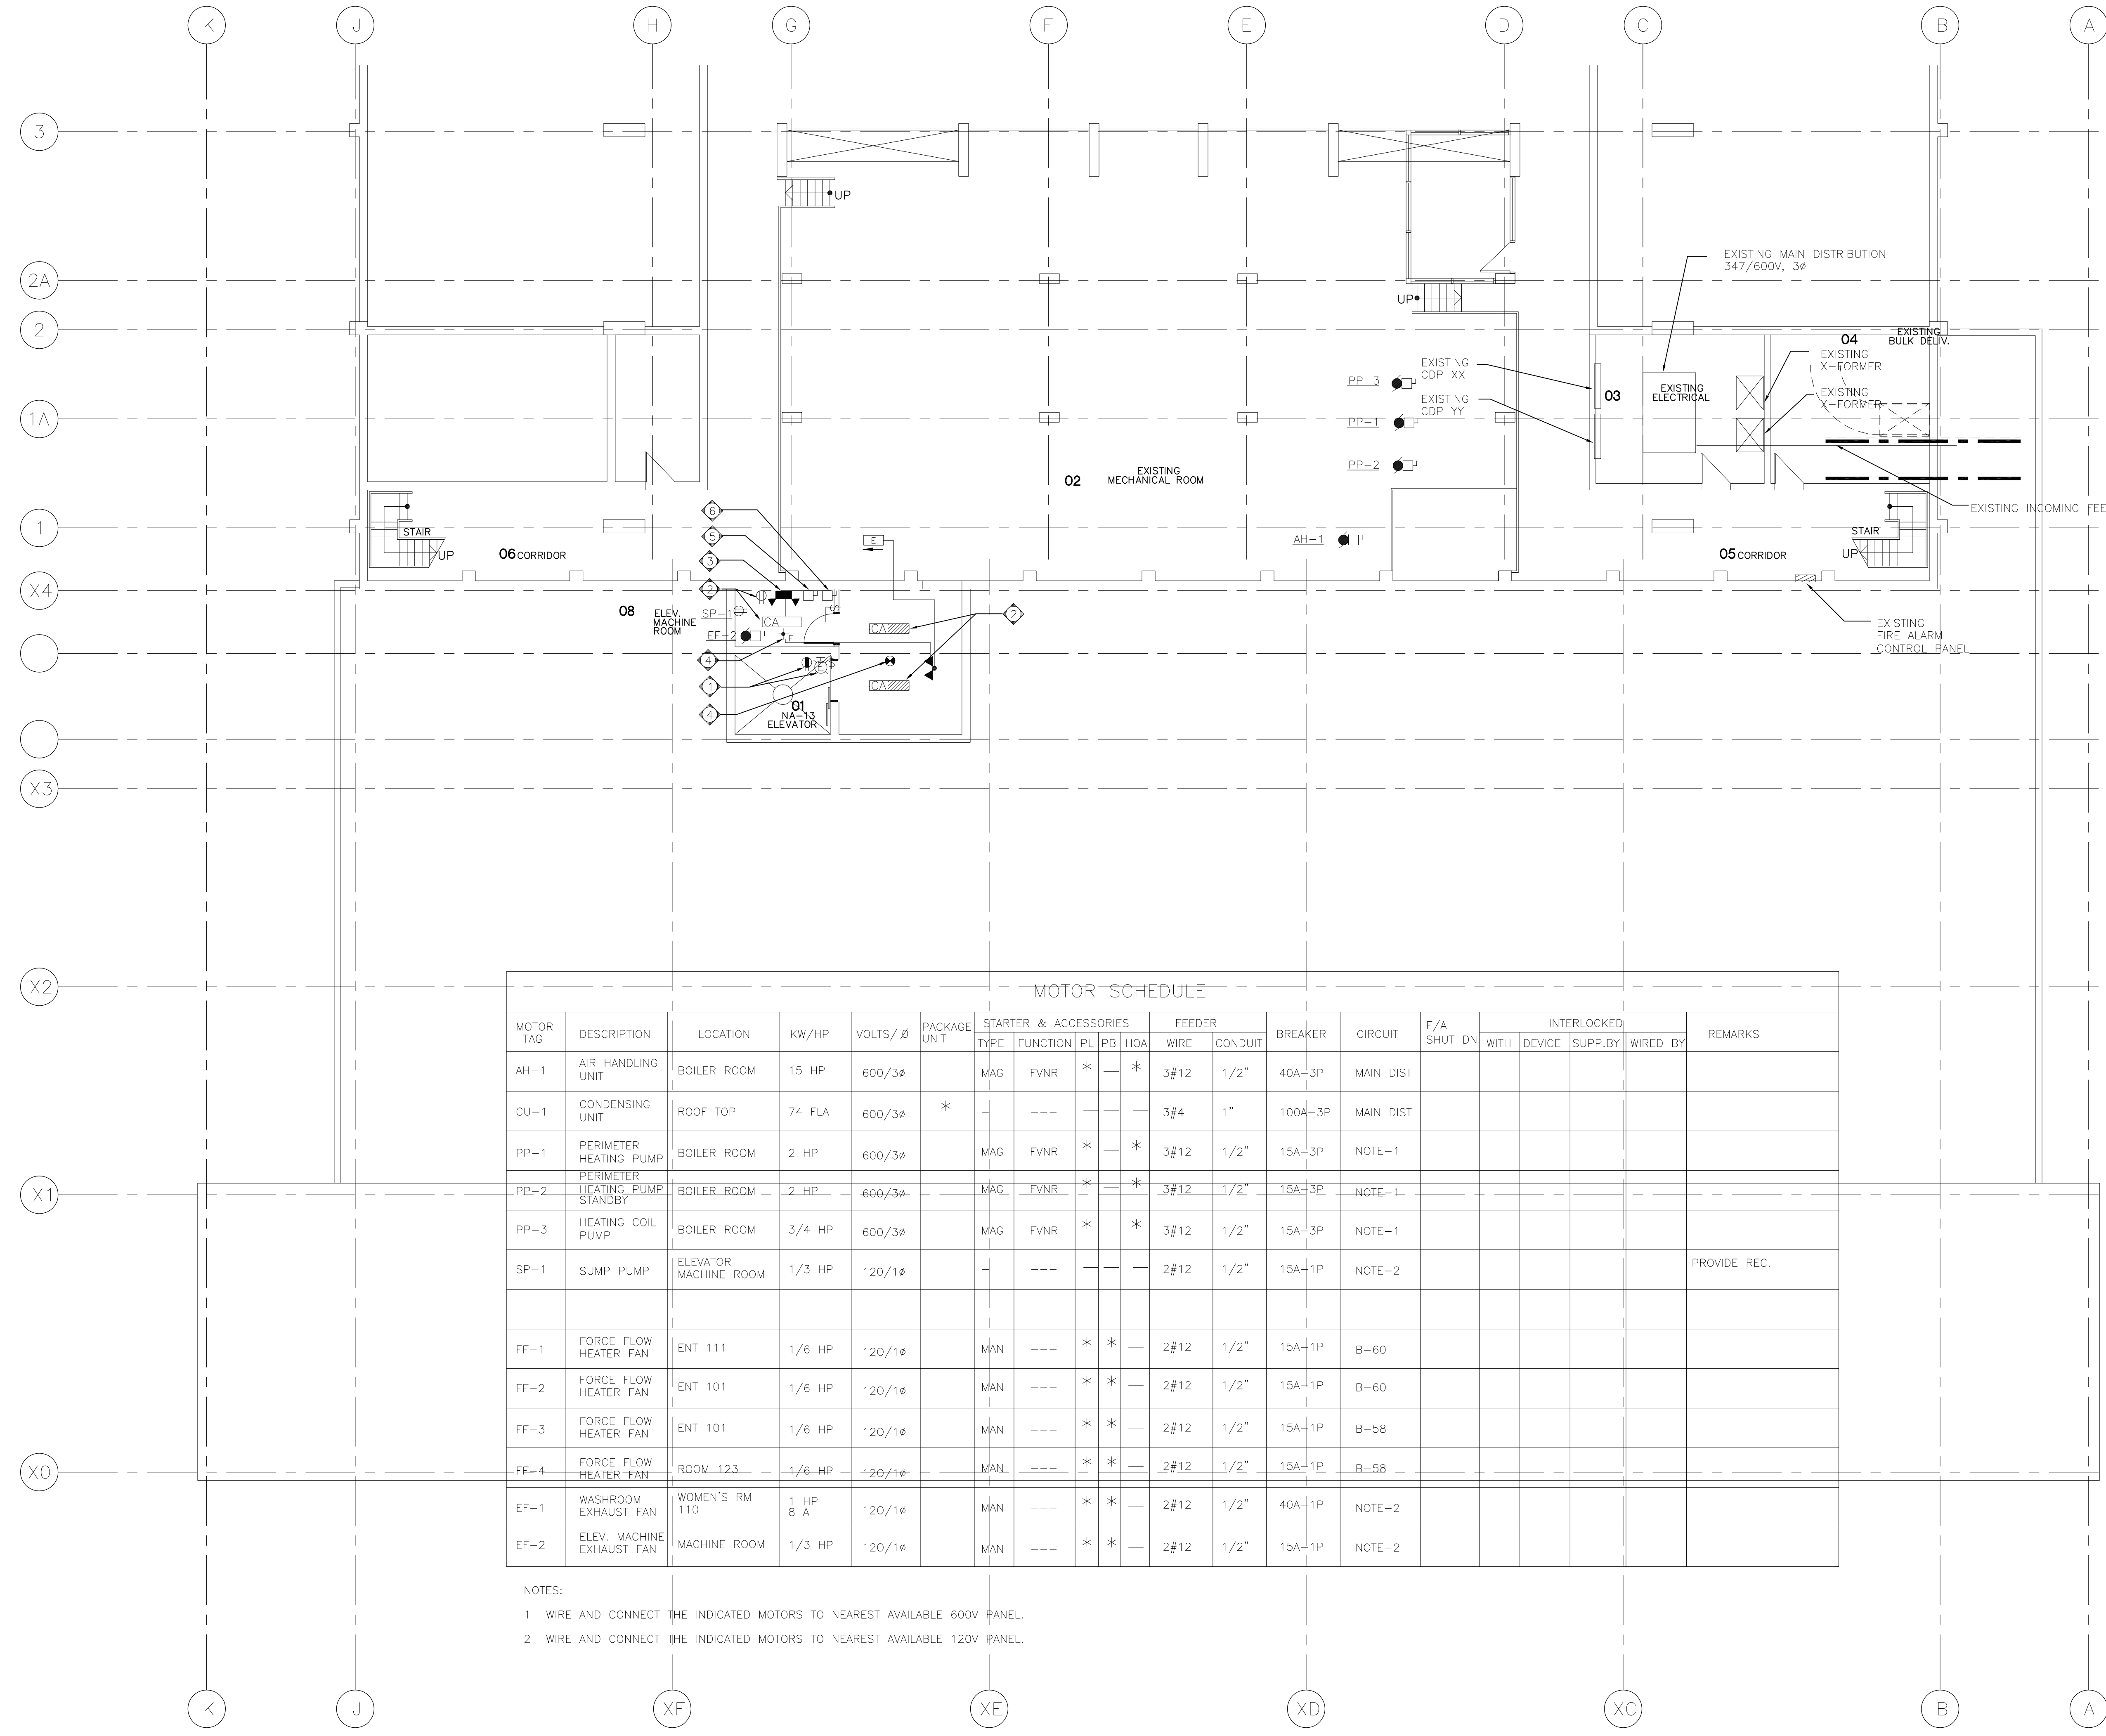 K J H G F E D C B A
3
UP
2A
EXISTING MAIN DISTRIBUTION
347/600V, 3ø
UP
2
04
EXISTING
BULK DELIV.
EXISTING
X-FORMER
EXISTING
X-FORMER
EXISTING
CDP XX
EXISTING
CDP YY
03
EXISTING
ELECTRICAL
PP-3
1A
PP-1
PP-2
02
EXISTING
MECHANICAL ROOM
EXISTING INCOMING FEE
1
STAIR
UP
06 CORRIDOR
6
5
3
2
E
AH-1
05 CORRIDOR
STAIR
UP
X4
08
ELEV.
MACHINE
ROOM
SP-1
EF-2
CA
F
CA
2
CA
4
1
4
01
NA-13
ELEVATOR
EXISTING
FIRE ALARM
CONTROL PANEL
X3
X2
MOTOR SCHEDULE
MOTOR TAG DESCRIPTION LOCATION KW/HP VOLTS/Ø PACKAGE UNIT STARTER & ACCESSORIES FEEDER BREAKER CIRCUIT F/A SHUT DN INTERLOCKED REMARKS
TYPE FUNCTION PL PB HOA WIRE CONDUIT WITH DEVICE SUPP.BY WIRED BY
AH-1 AIR HANDLING UNIT BOILER ROOM 15 HP 600/3ø MAG FVNR * — * 3#12 1/2" 40A-3P MAIN DIST
CU-1 CONDENSING UNIT ROOF TOP 74 FLA 600/3ø * - --- — — — 3#4 1" 100A-3P MAIN DIST
PP-1 PERIMETER HEATING PUMP BOILER ROOM 2 HP 600/3ø MAG FVNR * — * 3#12 1/2" 15A-3P NOTE-1
X1
PP-2 PERIMETER HEATING PUMP STANDBY BOILER ROOM 2 HP 600/3ø MAG FVNR * — * 3#12 1/2" 15A-3P NOTE-1
PP-3 HEATING COIL PUMP BOILER ROOM 3/4 HP 600/3ø MAG FVNR * — * 3#12 1/2" 15A-3P NOTE-1
SP-1 SUMP PUMP ELEVATOR MACHINE ROOM 1/3 HP 120/1ø - --- — — — 2#12 1/2" 15A-1P NOTE-2 PROVIDE REC.
FF-1 FORCE FLOW HEATER FAN ENT 111 1/6 HP 120/1ø MAN --- * * — 2#12 1/2" 15A-1P B-60
FF-2 FORCE FLOW HEATER FAN ENT 101 1/6 HP 120/1ø MAN --- * * — 2#12 1/2" 15A-1P B-60
FF-3 FORCE FLOW HEATER FAN ENT 101 1/6 HP 120/1ø MAN --- * * — 2#12 1/2" 15A-1P B-58
X0
FF-4 FORCE FLOW HEATER FAN ROOM 123 1/6 HP 120/1ø MAN --- * * — 2#12 1/2" 15A-1P B-58
EF-1 WASHROOM EXHAUST FAN WOMEN'S RM 110 1 HP 8 A 120/1ø MAN --- * * — 2#12 1/2" 40A-1P NOTE-2
EF-2 ELEV. MACHINE EXHAUST FAN MACHINE ROOM 1/3 HP 120/1ø MAN --- * * — 2#12 1/2" 15A-1P NOTE-2
NOTES:
1 WIRE AND CONNECT THE INDICATED MOTORS TO NEAREST AVAILABLE 600V PANEL.
2 WIRE AND CONNECT THE INDICATED MOTORS TO NEAREST AVAILABLE 120V PANEL.
K J XF XE XD XC B A